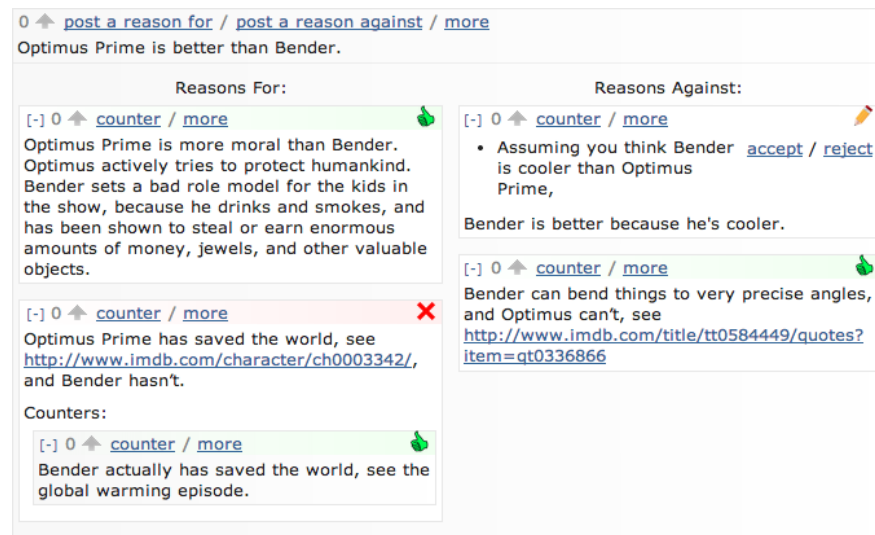 0 post a reason for / post a reason against / more
Optimus Prime is better than Bender.
Reasons For:
[-] 0 counter / more
Optimus Prime is more moral than Bender.
Optimus actively tries to protect humankind.
Bender sets a bad role model for the kids in
the show, because he drinks and smokes, and
has been shown to steal or earn enormous
amounts of money, jewels, and other valuable
objects.
[-] 0 counter / more
Optimus Prime has saved the world, see
http://www.imdb.com/character/ch0003342/,
and Bender hasn't.
Counters:
[-] 0 counter / more
Bender actually has saved the world, see the
global warming episode.
Reasons Against:
[-] 0 counter / more
• Assuming you think Bender accept / reject
is cooler than Optimus
Prime,
Bender is better because he's cooler.
[-] 0 counter / more
Bender can bend things to very precise angles,
and Optimus can't, see
http://www.imdb.com/title/tt0584449/quotes?
item=qt0336866